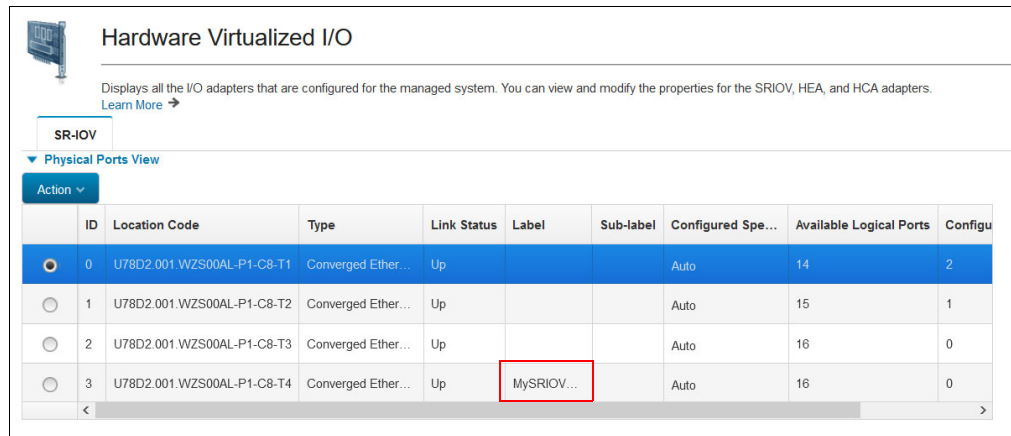 Hardware Virtualized I/O
Displays all the I/O adapters that are configured for the managed system. You can view and modify the properties for the SRIOV, HEA, and HCA adapters.
Learn More
SR-IOV
Physical Ports View
Action
ID Location Code Type Link Status Label Sub-label Configured Spe... Available Logical Ports Configu
0 U78D2.001.WZS00AL-P1-C8-T1 Converged Ether... Up Auto 14 2
1 U78D2.001.WZS00AL-P1-C8-T2 Converged Ether... Up Auto 15 1
2 U78D2.001.WZS00AL-P1-C8-T3 Converged Ether... Up Auto 16 0
3 U78D2.001.WZS00AL-P1-C8-T4 Converged Ether... Up MySRIOV... Auto 16 0